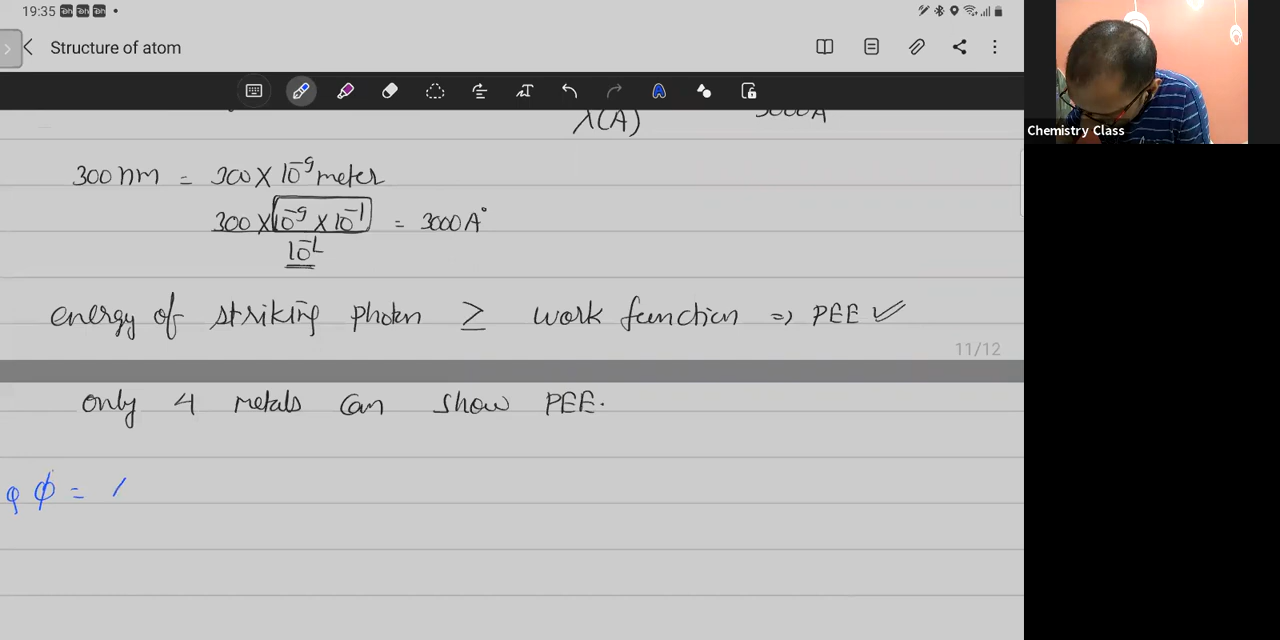 19:35
Structure of atom
Chemistry Class
λ(A) 3000A
300 nm = 300 X 10⁻⁹ meter
300 X 10⁻⁹ X 10⁻¹ = 3000 A°
10⁻¹
energy of striking photon ≥ work function ⇒ PEE ✓
11/12
only 4 metals can show PEE.
Q ϕ = /